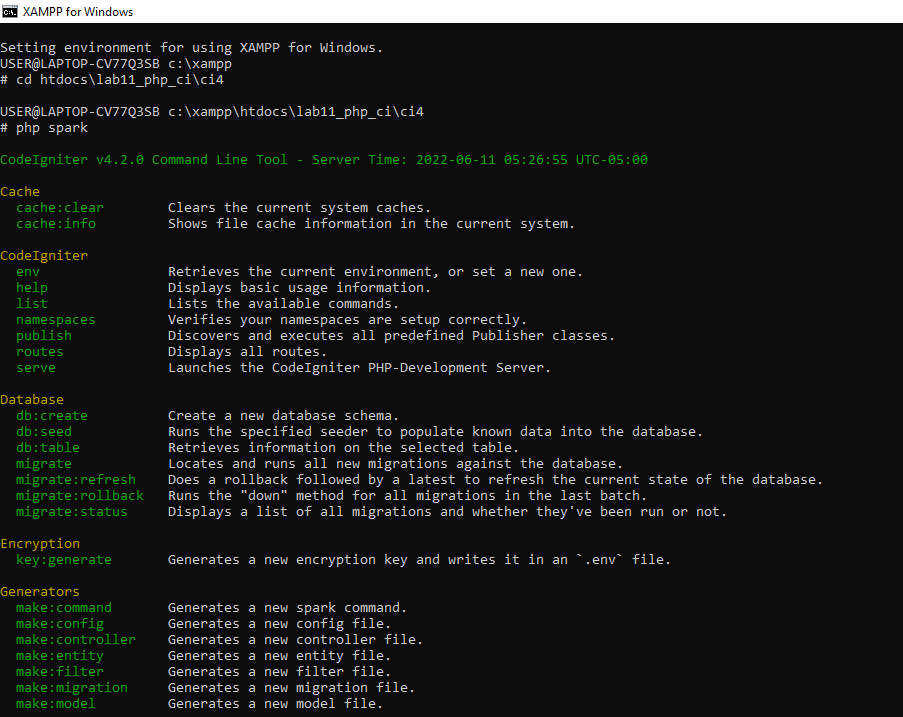 XAMPP for Windows
Setting environment for using XAMPP for Windows.
USER@LAPTOP-CV77Q3SB c:\xampp
# cd htdocs\lab11_php_ci\ci4
USER@LAPTOP-CV77Q3SB c:\xampp\htdocs\lab11_php_ci\ci4
# php spark
CodeIgniter v4.2.0 Command Line Tool - Server Time: 2022-06-11 05:26:55 UTC-05:00
Cache
  cache:clear        Clears the current system caches.
  cache:info         Shows file cache information in the current system.
CodeIgniter
  env                Retrieves the current environment, or set a new one.
  help               Displays basic usage information.
  list               Lists the available commands.
  namespaces         Verifies your namespaces are setup correctly.
  publish            Discovers and executes all predefined Publisher classes.
  routes             Displays all routes.
  serve              Launches the CodeIgniter PHP-Development Server.
Database
  db:create          Create a new database schema.
  db:seed            Runs the specified seeder to populate known data into the database.
  db:table           Retrieves information on the selected table.
  migrate            Locates and runs all new migrations against the database.
  migrate:refresh    Does a rollback followed by a latest to refresh the current state of the database.
  migrate:rollback   Runs the "down" method for all migrations in the last batch.
  migrate:status     Displays a list of all migrations and whether they've been run or not.
Encryption
  key:generate       Generates a new encryption key and writes it in an `.env` file.
Generators
  make:command       Generates a new spark command.
  make:config        Generates a new config file.
  make:controller    Generates a new controller file.
  make:entity        Generates a new entity file.
  make:filter        Generates a new filter file.
  make:migration     Generates a new migration file.
  make:model         Generates a new model file.